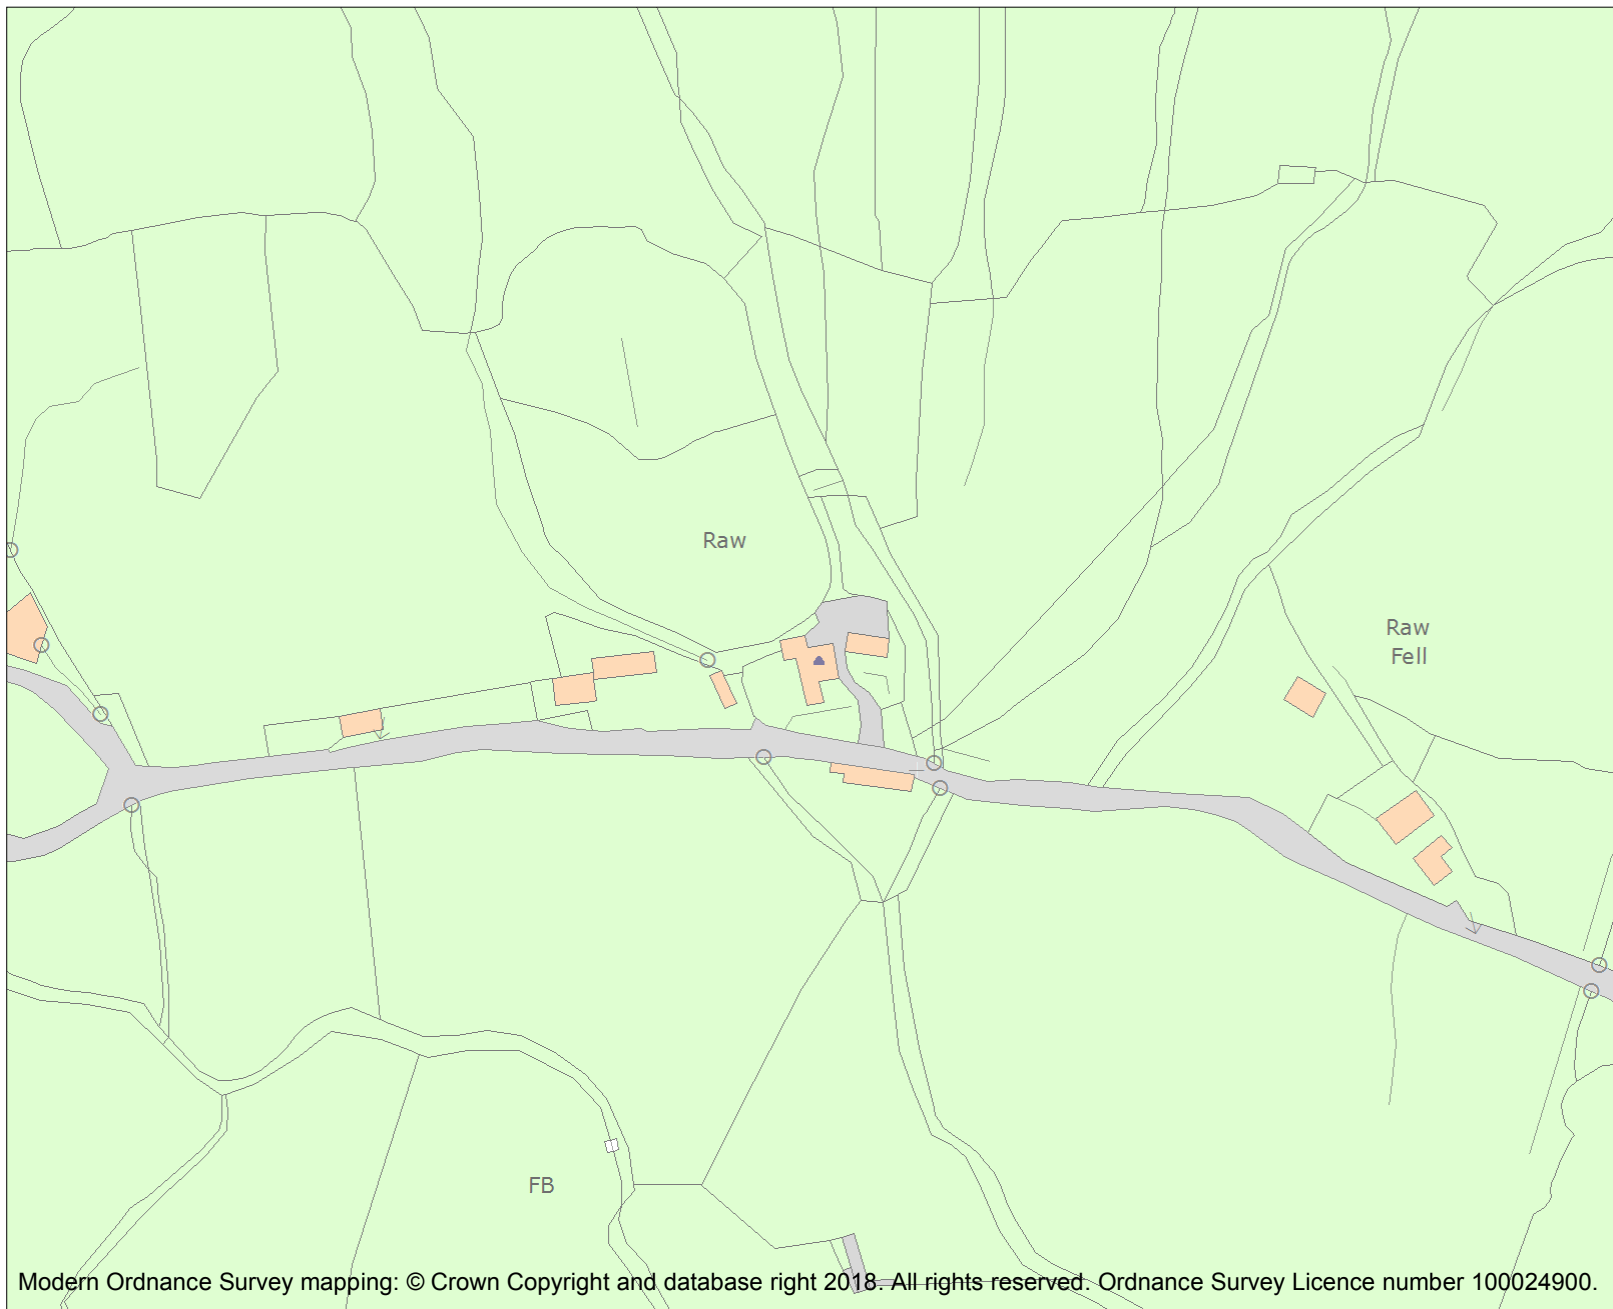 Raw
Raw
Fell
FB
Modern Ordnance Survey mapping: © Crown Copyright and database right 2018. All rights reserved. Ordnance Survey Licence number 100024900.